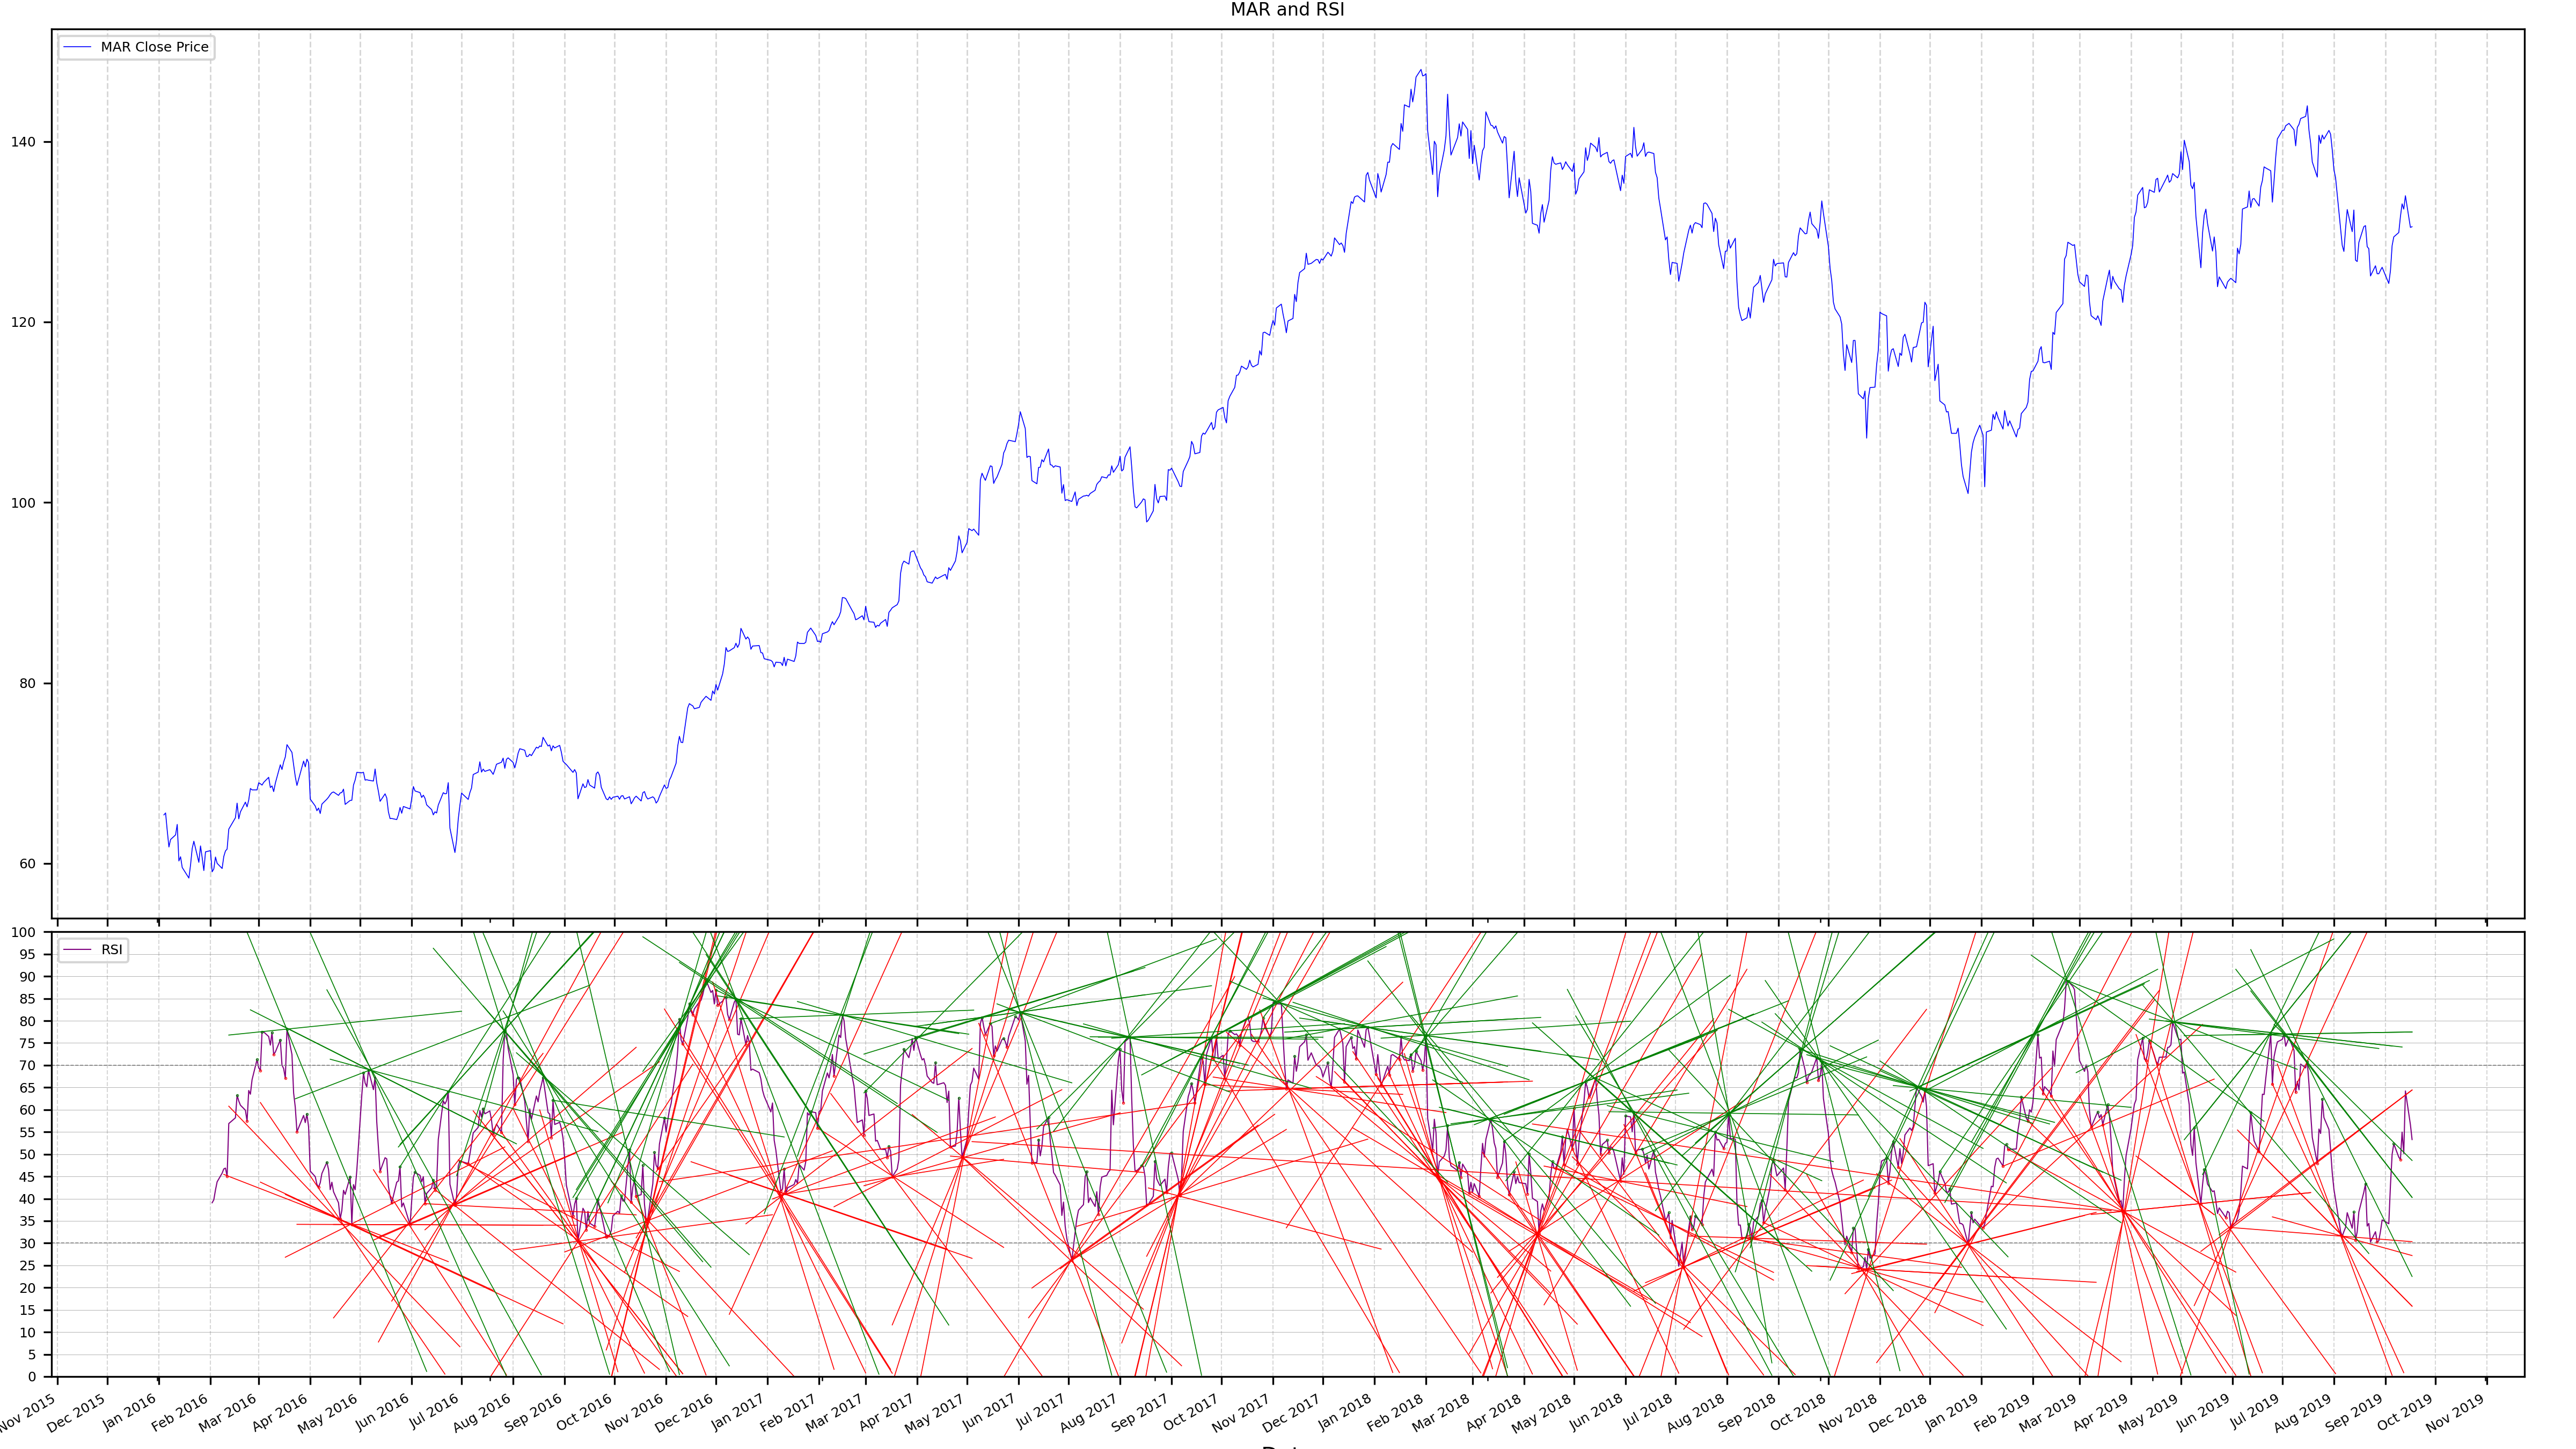 MAR and RSI
MAR Close Price
140
120
100
80
60
RSI
100
95
90
85
80
75
70
65
60
55
50
45
40
35
30
25
20
15
10
5
0
Nov 2015
Dec 2015
Jan 2016
Feb 2016
Mar 2016
Apr 2016
May 2016
Jun 2016
Jul 2016
Aug 2016
Sep 2016
Oct 2016
Nov 2016
Dec 2016
Jan 2017
Feb 2017
Mar 2017
Apr 2017
May 2017
Jun 2017
Jul 2017
Aug 2017
Sep 2017
Oct 2017
Nov 2017
Dec 2017
Jan 2018
Feb 2018
Mar 2018
Apr 2018
May 2018
Jun 2018
Jul 2018
Aug 2018
Sep 2018
Oct 2018
Nov 2018
Dec 2018
Jan 2019
Feb 2019
Mar 2019
Apr 2019
May 2019
Jun 2019
Jul 2019
Aug 2019
Sep 2019
Oct 2019
Nov 2019